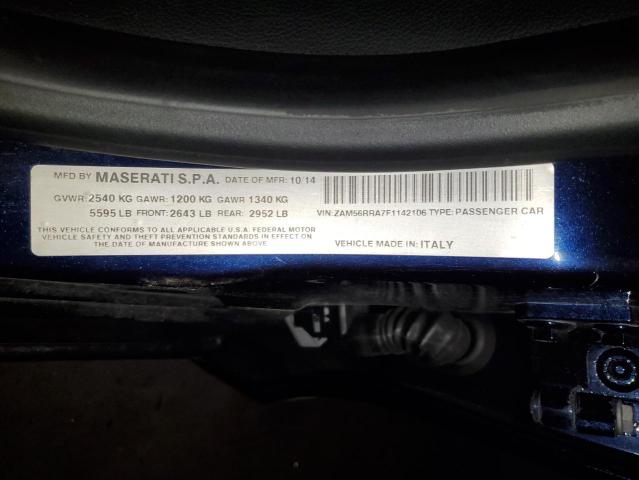 MFD BY MASERATI S.P.A. DATE OF MFR: 10/14
GVWR: 2540 KG GAWR: 1200 KG GAWR 1340 KG
5595 LB FRONT: 2643 LB REAR: 2952 LB
VIN: ZAM56RRA7F1142106 TYPE: PASSENGER CAR
THIS VEHICLE CONFORMS TO ALL APPLICABLE U.S.A. FEDERAL MOTOR
VEHICLE SAFETY AND THEFT PREVENTION STANDARDS IN EFFECT ON
THE DATE OF MANUFACTURE SHOWN ABOVE.
VEHICLE MADE IN: ITALY